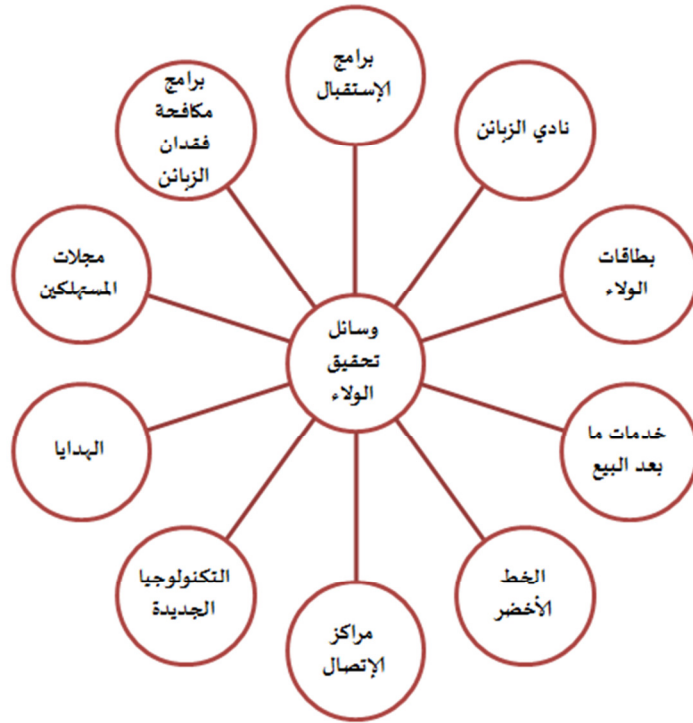 برامج
الإستقبال
نادي الزبائن
بطاقات
الولاء
خدمات ما
بعد البيع
الخط
الأخضر
مراكز
الإتصال
التكنولوجيا
الجديدة
الهدايا
مجلات
المستهلكين
برامج
مكافحة
فقدان
الزبائن
وسائل
تحقيق
الولاء